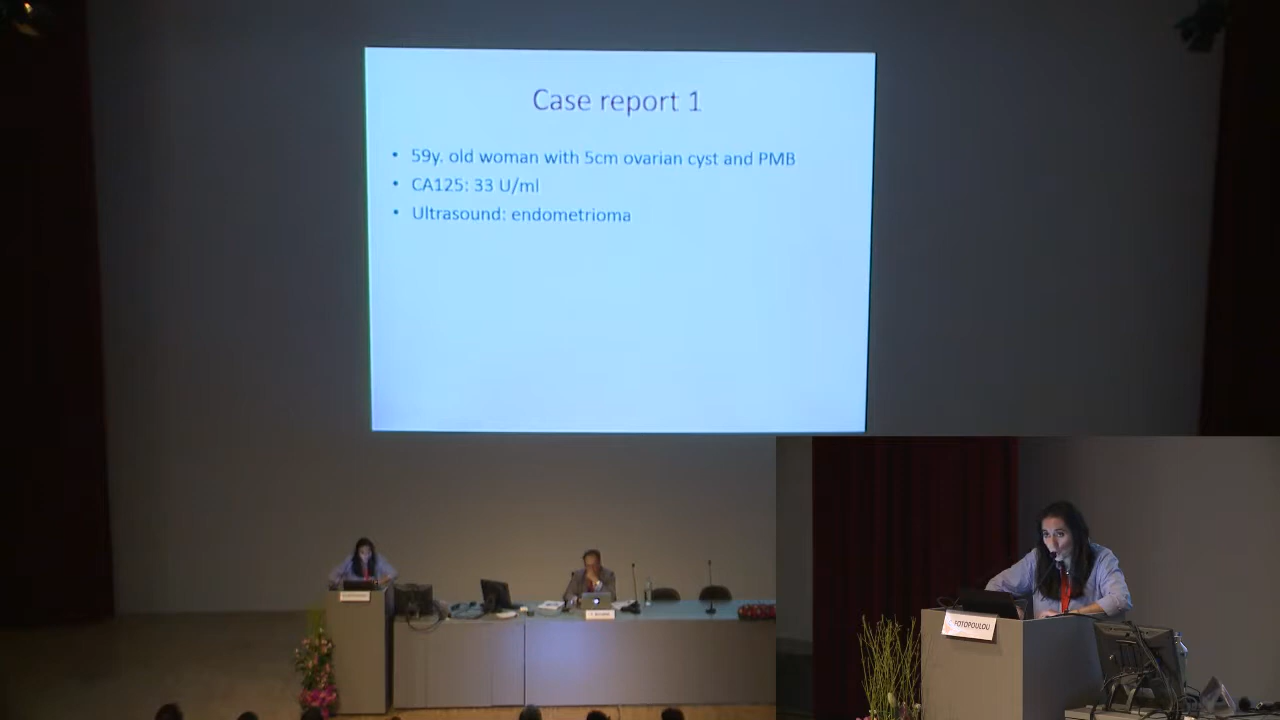 Case report 1
• 59y. old woman with 5cm ovarian cyst and PMB
• CA125: 33 U/ml
• Ultrasound: endometrioma
FOTOPOULOU